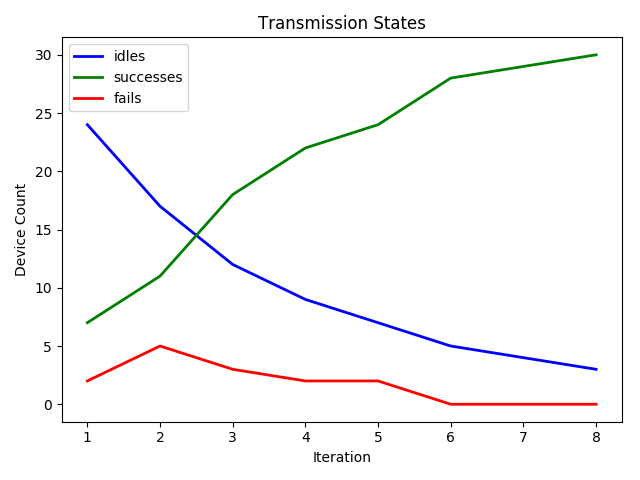 Transmission States
idles
successes
fails
Device Count
30
25
20
15
10
5
0
1 2 3 4 5 6 7 8
Iteration